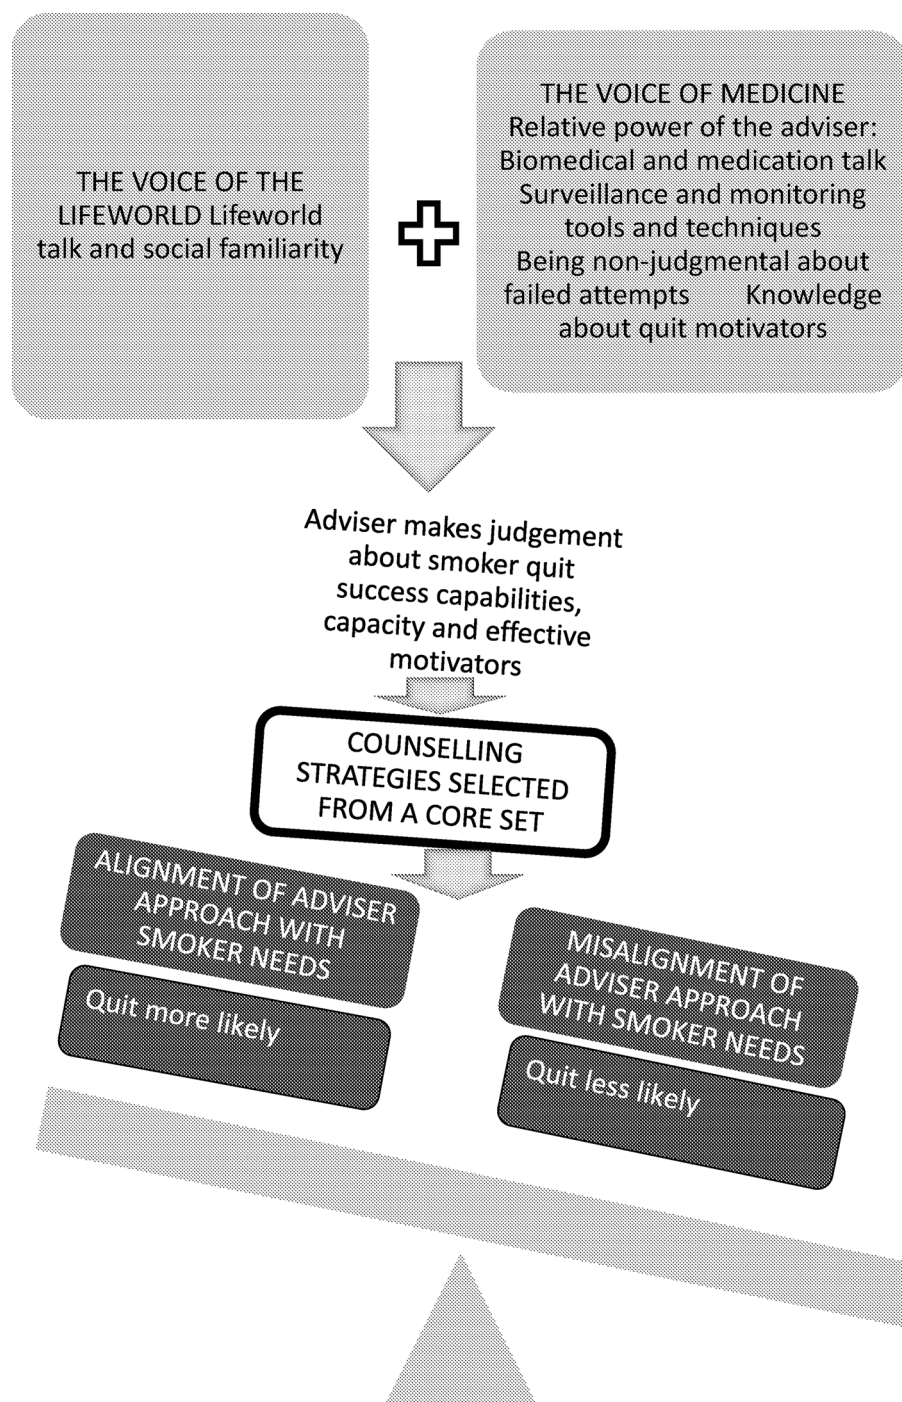 THE VOICE OF THE
LIFEWORLD Lifeworld
talk and social familiarity
THE VOICE OF MEDICINE
Relative power of the adviser:
Biomedical and medication talk
Surveillance and monitoring
tools and techniques
Being non-judgmental about
failed attempts Knowledge
about quit motivators
Adviser makes judgement
about smoker quit
success capabilities,
capacity and effective
motivators
COUNSELLING
STRATEGIES SELECTED
FROM A CORE SET
ALIGNMENT OF ADVISER
APPROACH WITH
SMOKER NEEDS
Quit more likely
MISALIGNMENT OF
ADVISER APPROACH
WITH SMOKER NEEDS
Quit less likely